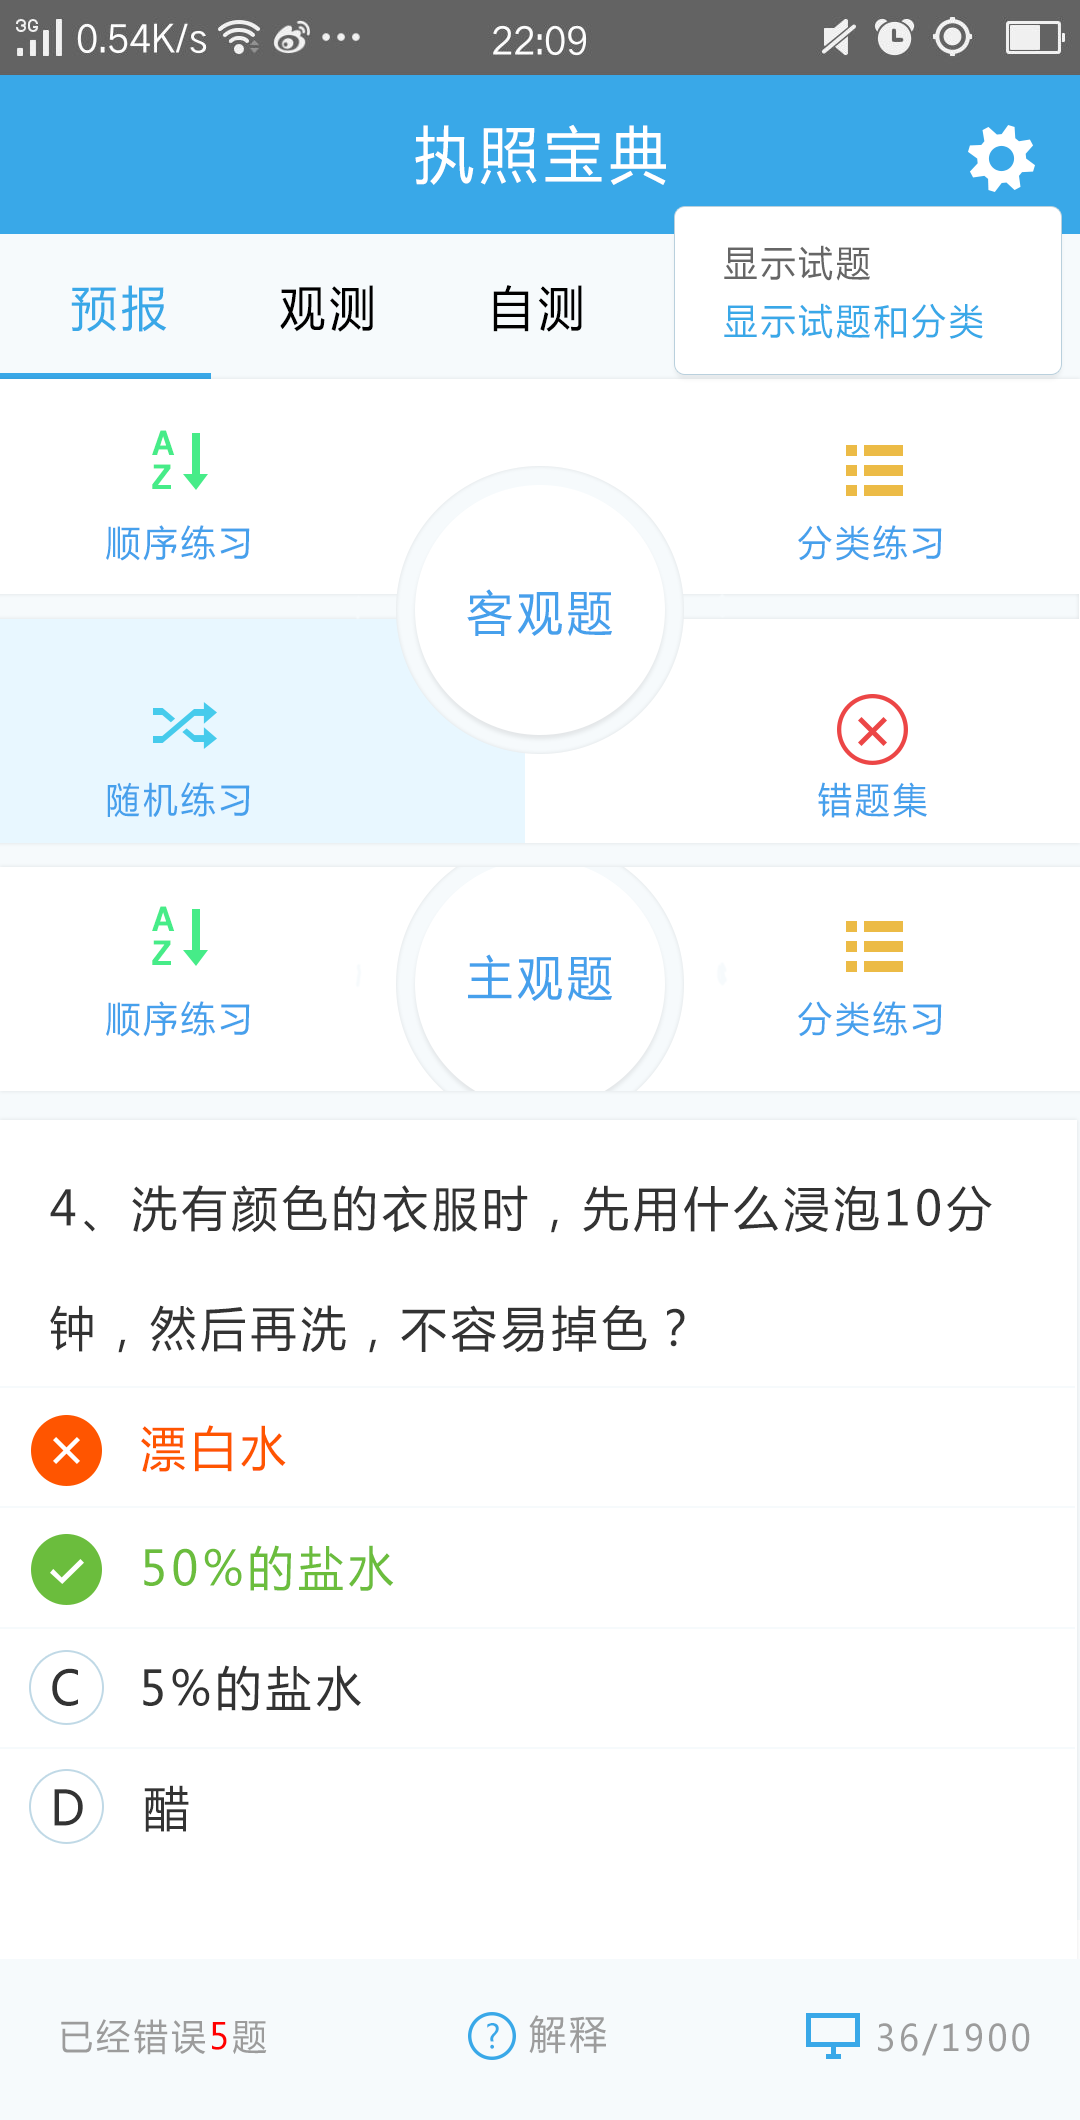 3G 0.54K/s 22:09
执照宝典
预报 观测 自测
显示试题
显示试题和分类
A
Z
顺序练习
客观题
分类练习
随机练习
错题集
A
Z
顺序练习
主观题
分类练习
4、洗有颜色的衣服时，先用什么浸泡10分
钟，然后再洗，不容易掉色？
漂白水
50%的盐水
C 5%的盐水
D 醋
已经错误5题 ? 解释 36/1900